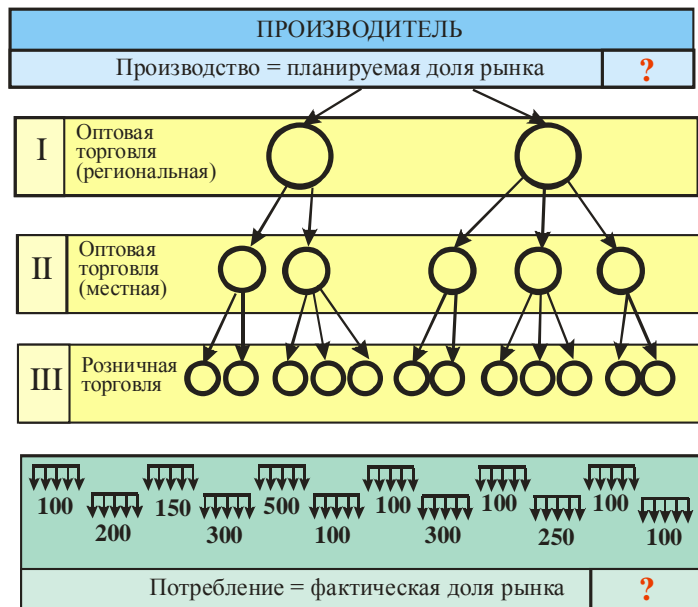 ПРОИЗВОДИТЕЛЬ
Производство = планируемая доля рынка ?
I Оптовая
торговля
(региональная)
II Оптовая
торговля
(местная)
III Розничная
торговля
100 150 500 100 100 100
200 300 100 300 250 100
Потребление = фактическая доля рынка ?